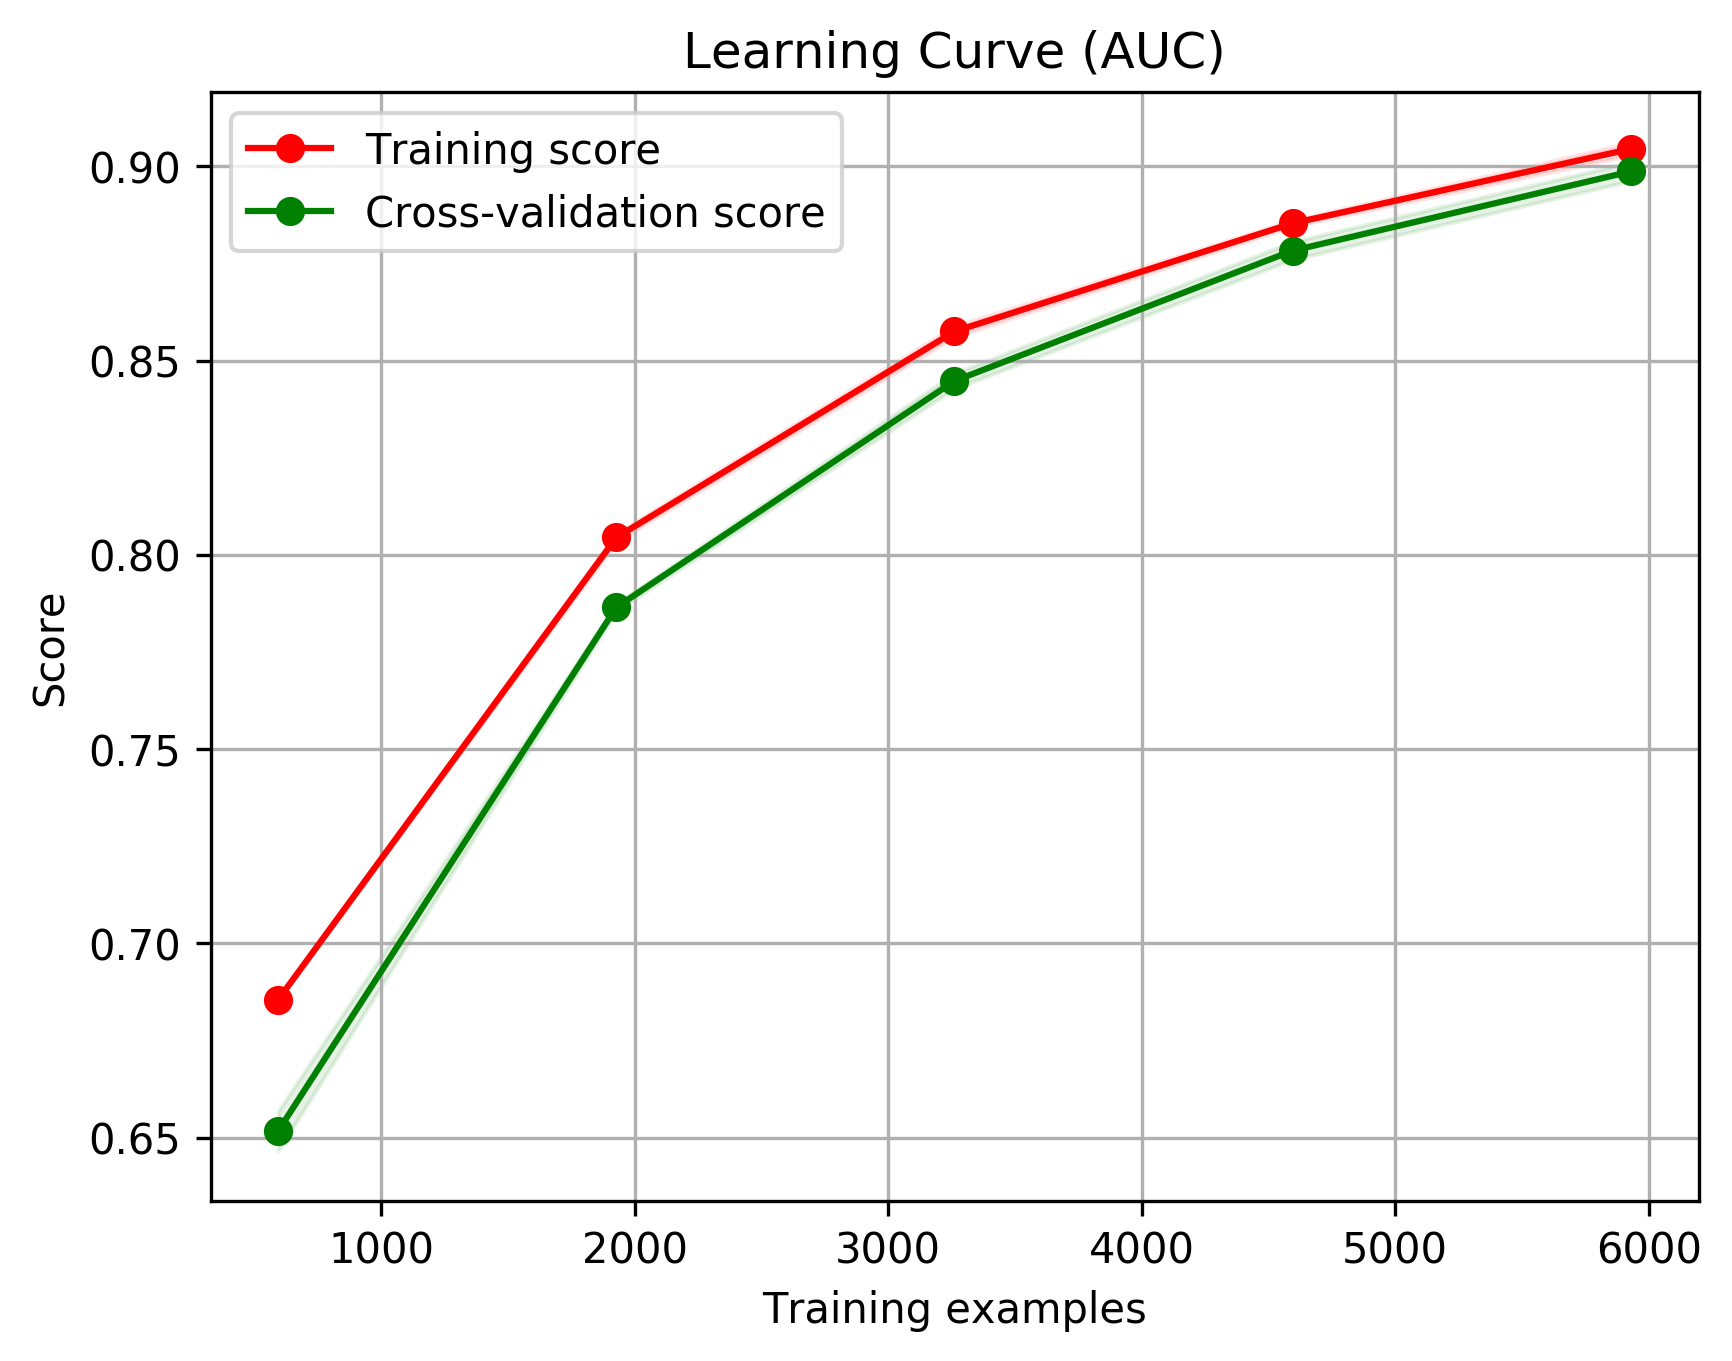 Learning Curve (AUC)
Training score
Cross-validation score
0.90
0.85
0.80
0.75
0.70
0.65
Score
1000 2000 3000 4000 5000 6000
Training examples